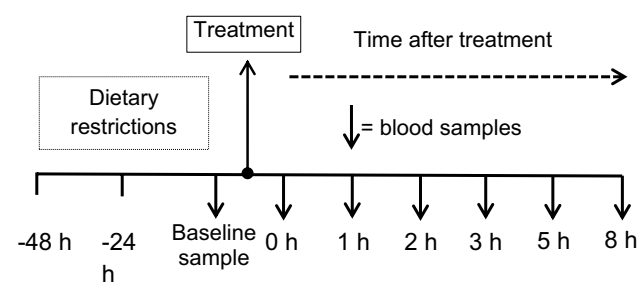 Treatment
Time after treatment
Dietary
restrictions
= blood samples
-48 h
-24
h
Baseline
sample
0 h
1 h
2 h
3 h
5 h
8 h